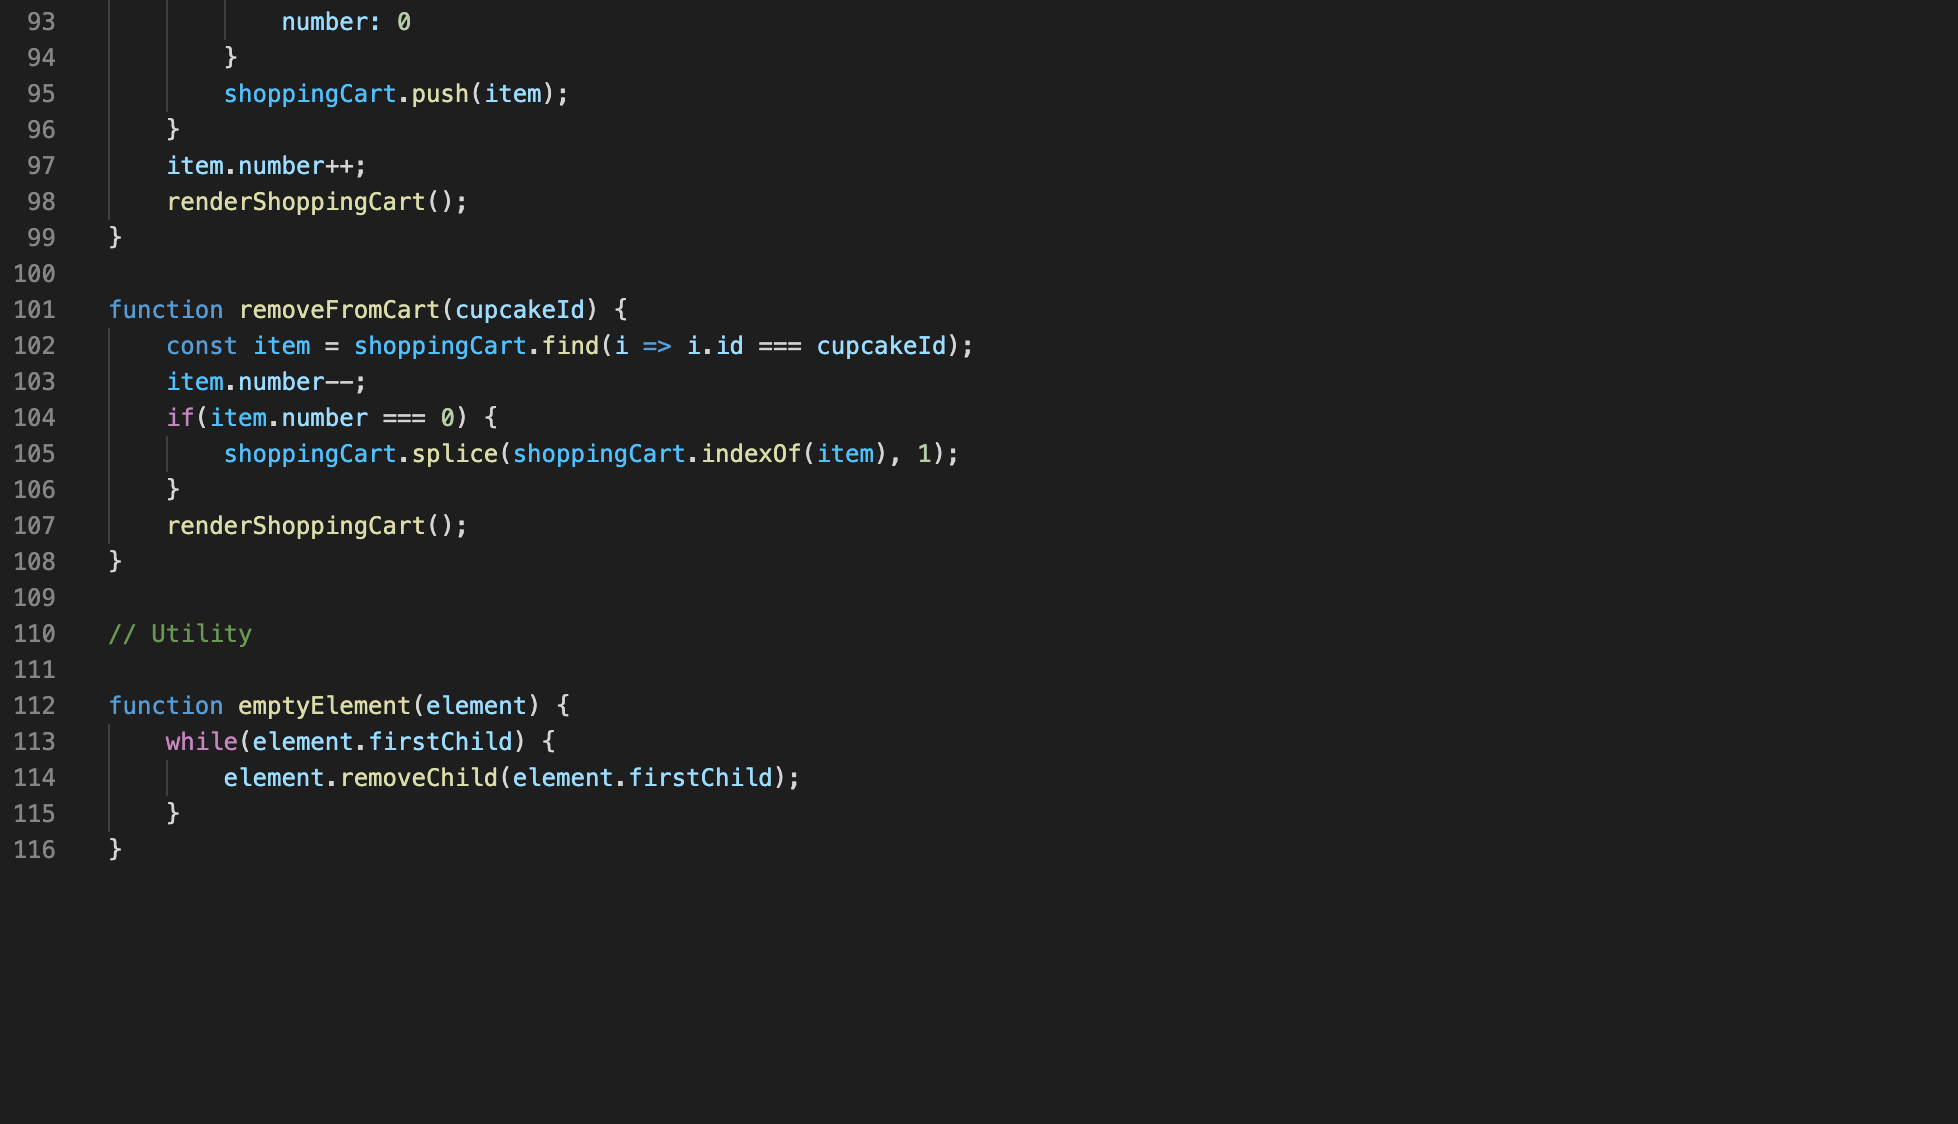 93 number: 0
94 }
95 shoppingCart.push(item);
96 }
97 item.number++;
98 renderShoppingCart();
99 }
100
101 function removeFromCart(cupcakeId) {
102 const item = shoppingCart.find(i => i.id === cupcakeId);
103 item.number--;
104 if(item.number === 0) {
105 shoppingCart.splice(shoppingCart.indexOf(item), 1);
106 }
107 renderShoppingCart();
108 }
109
110 // Utility
111
112 function emptyElement(element) {
113 while(element.firstChild) {
114 element.removeChild(element.firstChild);
115 }
116 }